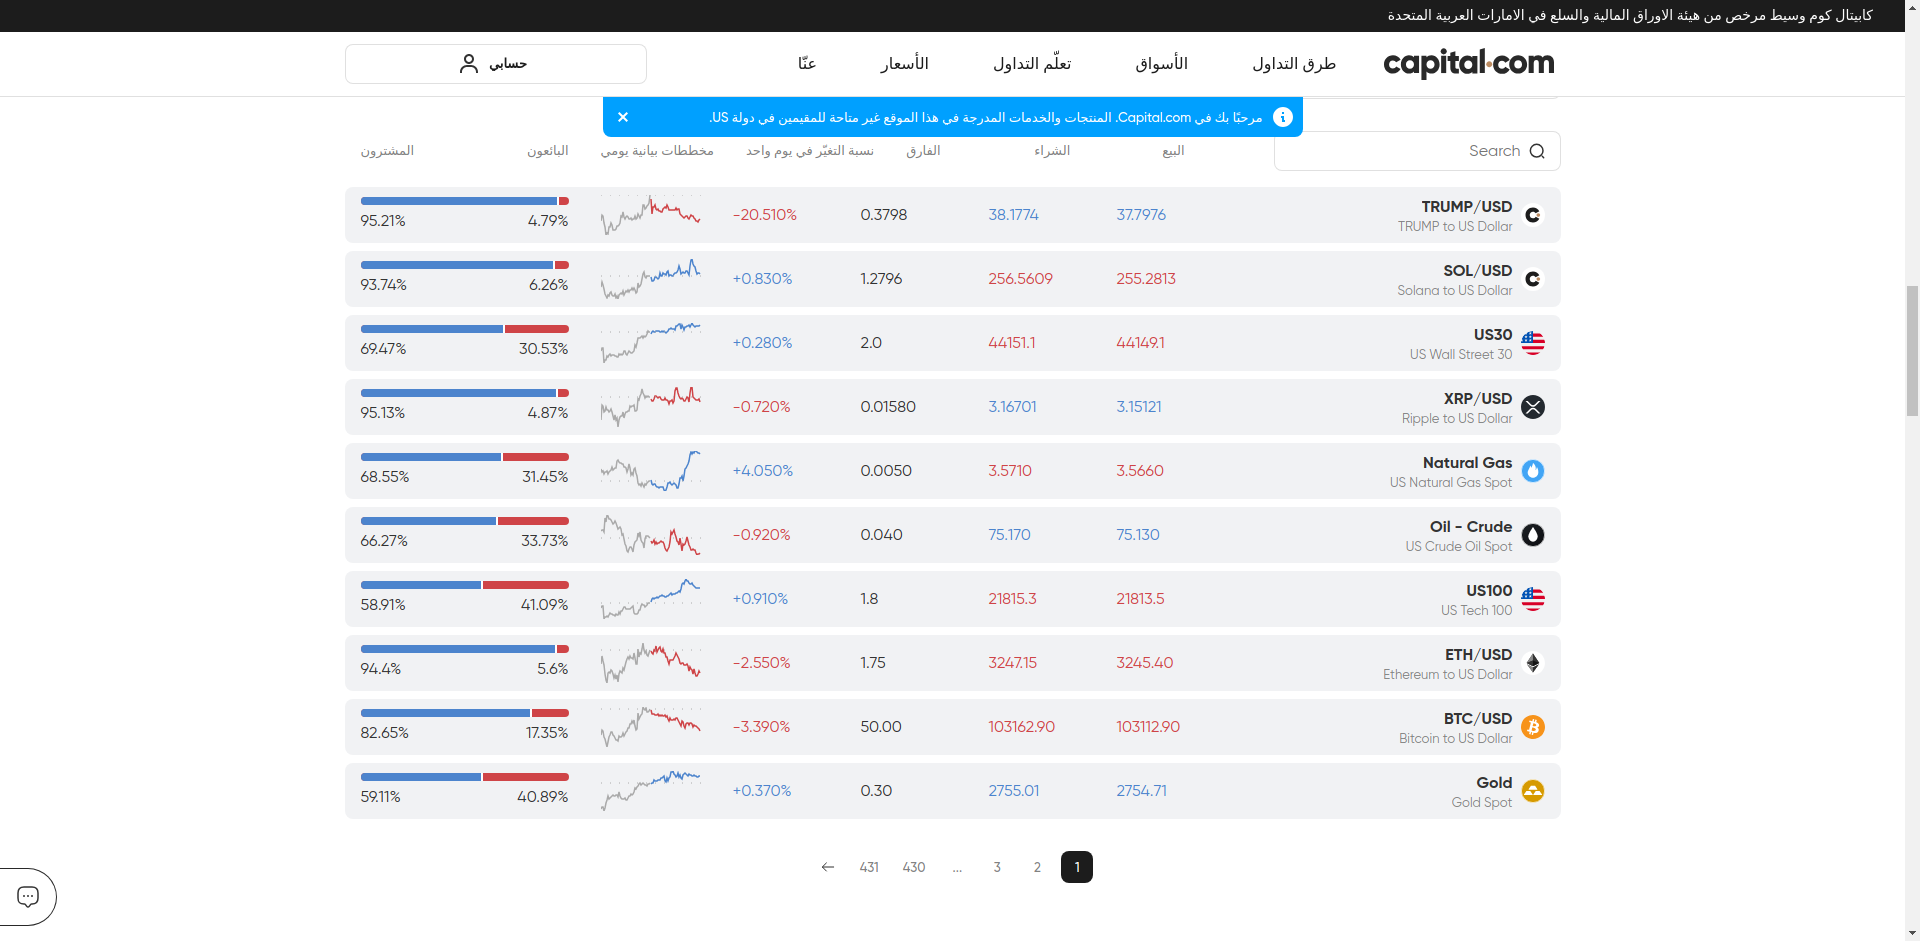 كابيتال كوم وسيط مرخص من هيئة الاوراق المالية والسلع في الامارات العربية المتحدة
capital.com
طرق التداول
الأسواق
تعلّم التداول
الأسعار
عنّا
حسابي
مرحبًا بك في Capital.com. المنتجات والخدمات المدرجة في هذا الموقع غير متاحة للمقيمين في دولة US.
Search
البيع الشراء الفارق نسبة التغيّر في يوم واحد مخططات بيانية يومي البائعون المشترون
TRUMP/USD
TRUMP to US Dollar
37.7976 38.1774 0.3798 -20.510% 4.79% 95.21%
SOL/USD
Solana to US Dollar
255.2813 256.5609 1.2796 +0.830% 6.26% 93.74%
US30
US Wall Street 30
44149.1 44151.1 2.0 +0.280% 30.53% 69.47%
XRP/USD
Ripple to US Dollar
3.15121 3.16701 0.01580 -0.720% 4.87% 95.13%
Natural Gas
US Natural Gas Spot
3.5660 3.5710 0.0050 +4.050% 31.45% 68.55%
Oil - Crude
US Crude Oil Spot
75.130 75.170 0.040 -0.920% 33.73% 66.27%
US100
US Tech 100
21813.5 21815.3 1.8 +0.910% 41.09% 58.91%
ETH/USD
Ethereum to US Dollar
3245.40 3247.15 1.75 -2.550% 5.6% 94.4%
BTC/USD
Bitcoin to US Dollar
103112.90 103162.90 50.00 -3.390% 17.35% 82.65%
Gold
Gold Spot
2754.71 2755.01 0.30 +0.370% 40.89% 59.11%
1 2 3 ... 430 431